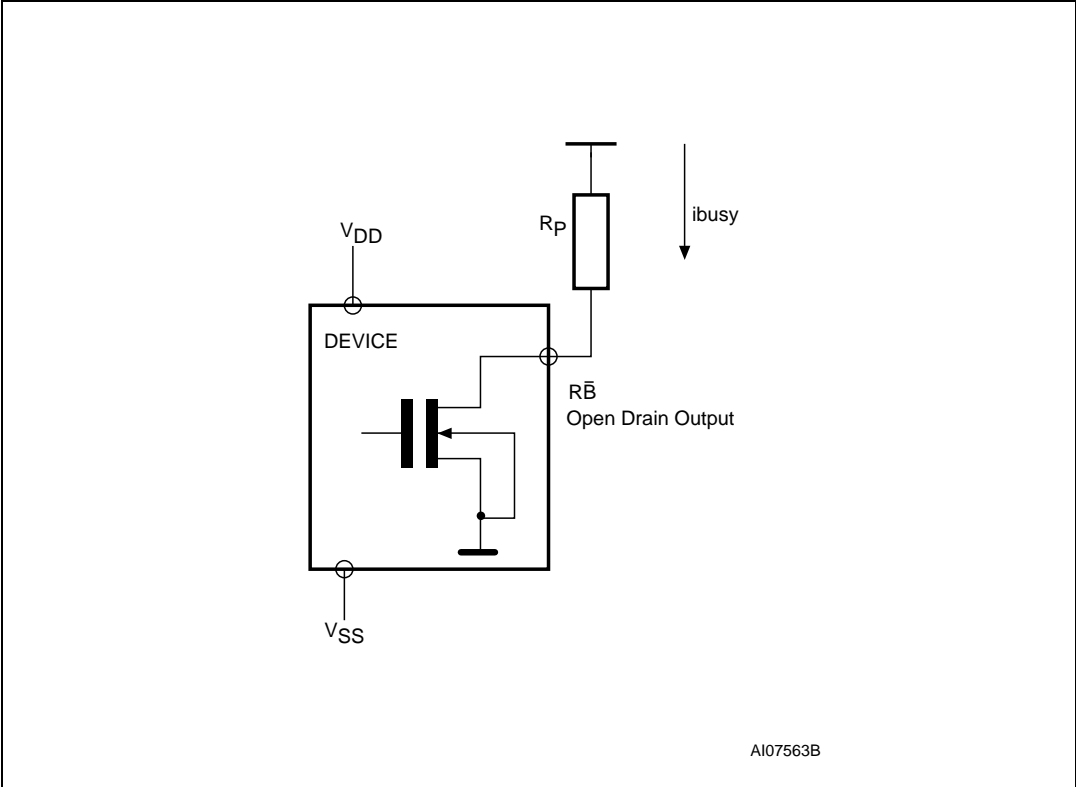 RP
ibusy
VDD
DEVICE
RB̄
Open Drain Output
VSS
AI07563B